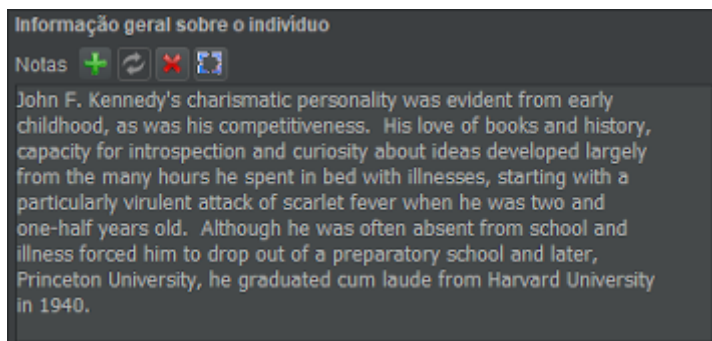 Informação geral sobre o indivíduo
Notas
John F. Kennedy's charismatic personality was evident from early
childhood, as was his competitiveness.  His love of books and history,
capacity for introspection and curiosity about ideas developed largely
from the many hours he spent in bed with illnesses, starting with a
particularly virulent attack of scarlet fever when he was two and
one-half years old.  Although he was often absent from school and
illness forced him to drop out of a preparatory school and later,
Princeton University, he graduated cum laude from Harvard University
in 1940.